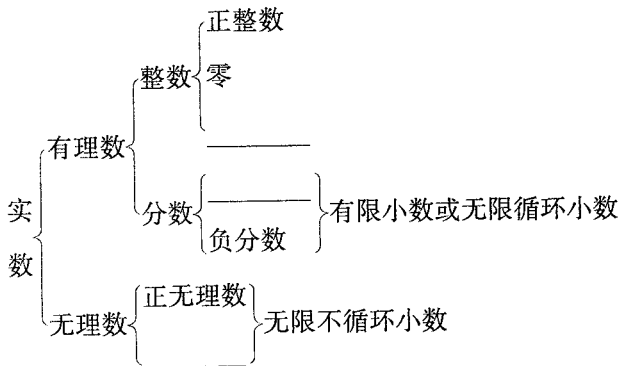 正整数
整数
零
有理数
实
数
分数
负分数
有限小数或无限循环小数
正无理数
无理数
无限不循环小数